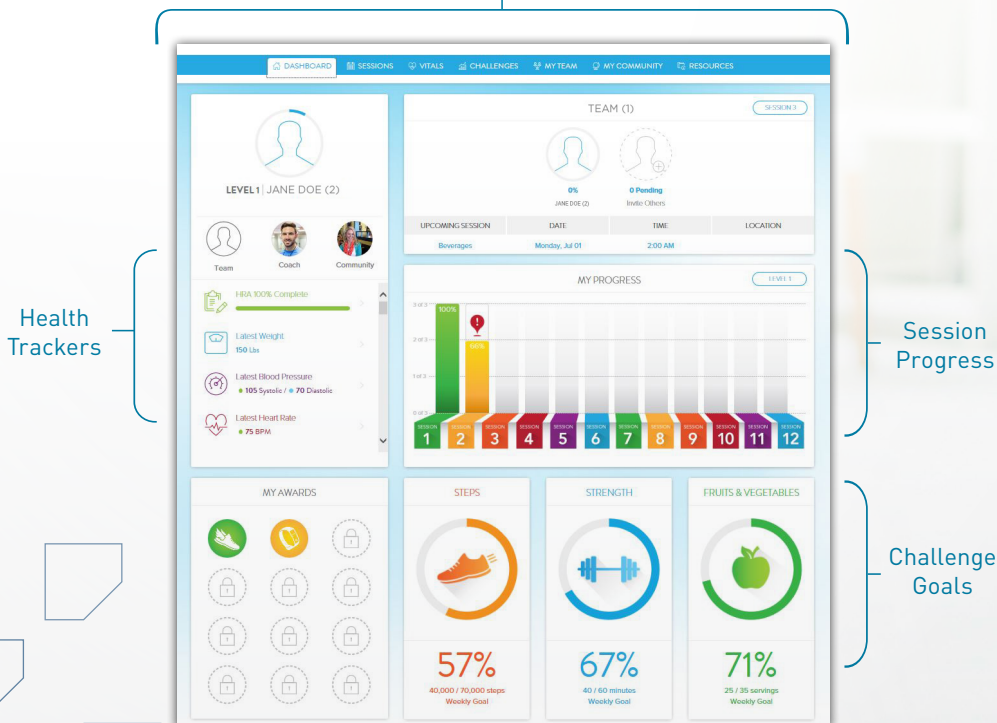 DASHBOARD SESSIONS VITALS CHALLENGES MY TEAM MY COMMUNITY RESOURCES
LEVEL 1 | JANE DOE (2)
Team Coach Community
HRA 100% Complete
Latest Weight
150 Lbs
Latest Blood Pressure
105 Systolic / 70 Diastolic
Latest Heart Rate
75 BPM
TEAM (1)
SESSION 3
0%
JANE DOE (2)
0 Pending
Invite Others
UPCOMING SESSION DATE TIME LOCATION
Beverages Monday, Jul 01 2:00 AM
MY PROGRESS
LEVEL 1
3 of 3
2 of 3
1 of 3
0 of 3
100%
66%
SESSION SESSION SESSION SESSION SESSION SESSION SESSION SESSION SESSION SESSION SESSION SESSION
1 2 3 4 5 6 7 8 9 10 11 12
Health
Trackers
Session
Progress
MY AWARDS
STEPS
57%
40,000 / 70,000 steps
Weekly Goal
STRENGTH
67%
40 / 60 minutes
Weekly Goal
FRUITS & VEGETABLES
71%
25 / 35 servings
Weekly Goal
Challenge
Goals